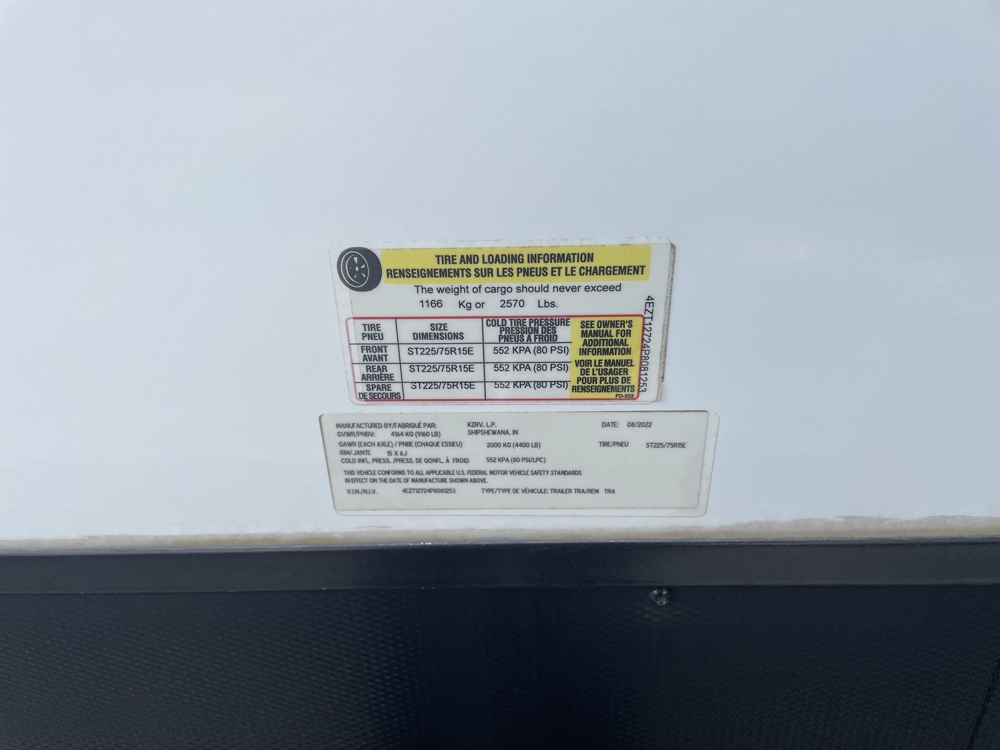 TIRE AND LOADING INFORMATION
RENSEIGNEMENTS SUR LES PNEUS ET LE CHARGEMENT
The weight of cargo should never exceed
1166 Kg or 2570 Lbs.
TIRE PNEU SIZE DIMENSIONS COLD TIRE PRESSURE PRESSION DES PNEUS À FROID
FRONT AVANT ST225/75R15E 552 KPA (80 PSI)
REAR ARRIÈRE ST225/75R15E 552 KPA (80 PSI)
SPARE DE SECOURS ST225/75R15E 552 KPA (80 PSI)
SEE OWNER'S
MANUAL FOR
ADDITIONAL
INFORMATION
VOIR LE MANUEL
DE L'USAGER
POUR PLUS DE
RENSEIGNEMENTS
FO-332
4EZT12724P8081253
MANUFACTURED BY/FABRIQUÉ PAR: KZRV, L.P. DATE: 08/2022
GVWR/PNBV: 4164 KG (9160 LB) SHIPSHEWANA, IN
GAWR (EACH AXLE) / PNBE (CHAQUE ESSIEU) 2000 KG (4400 LB) TIRE/PNEU ST225/75R15E
RIM/JANTE 15 X 6J
COLD INFL. PRESS. /PRESS. DE GONFL. À FROID 552 KPA (80 PSI/LPC)
THIS VEHICLE CONFORMS TO ALL APPLICABLE U.S. FEDERAL MOTOR VEHICLE SAFETY STANDARDS
IN EFFECT ON THE DATE OF MANUFACTURE SHOWN ABOVE.
V.I.N./N.I.V. 4EZT12724P8081253 TYPE/TYPE DE VÉHICULE: TRAILER TRA/REM TRA